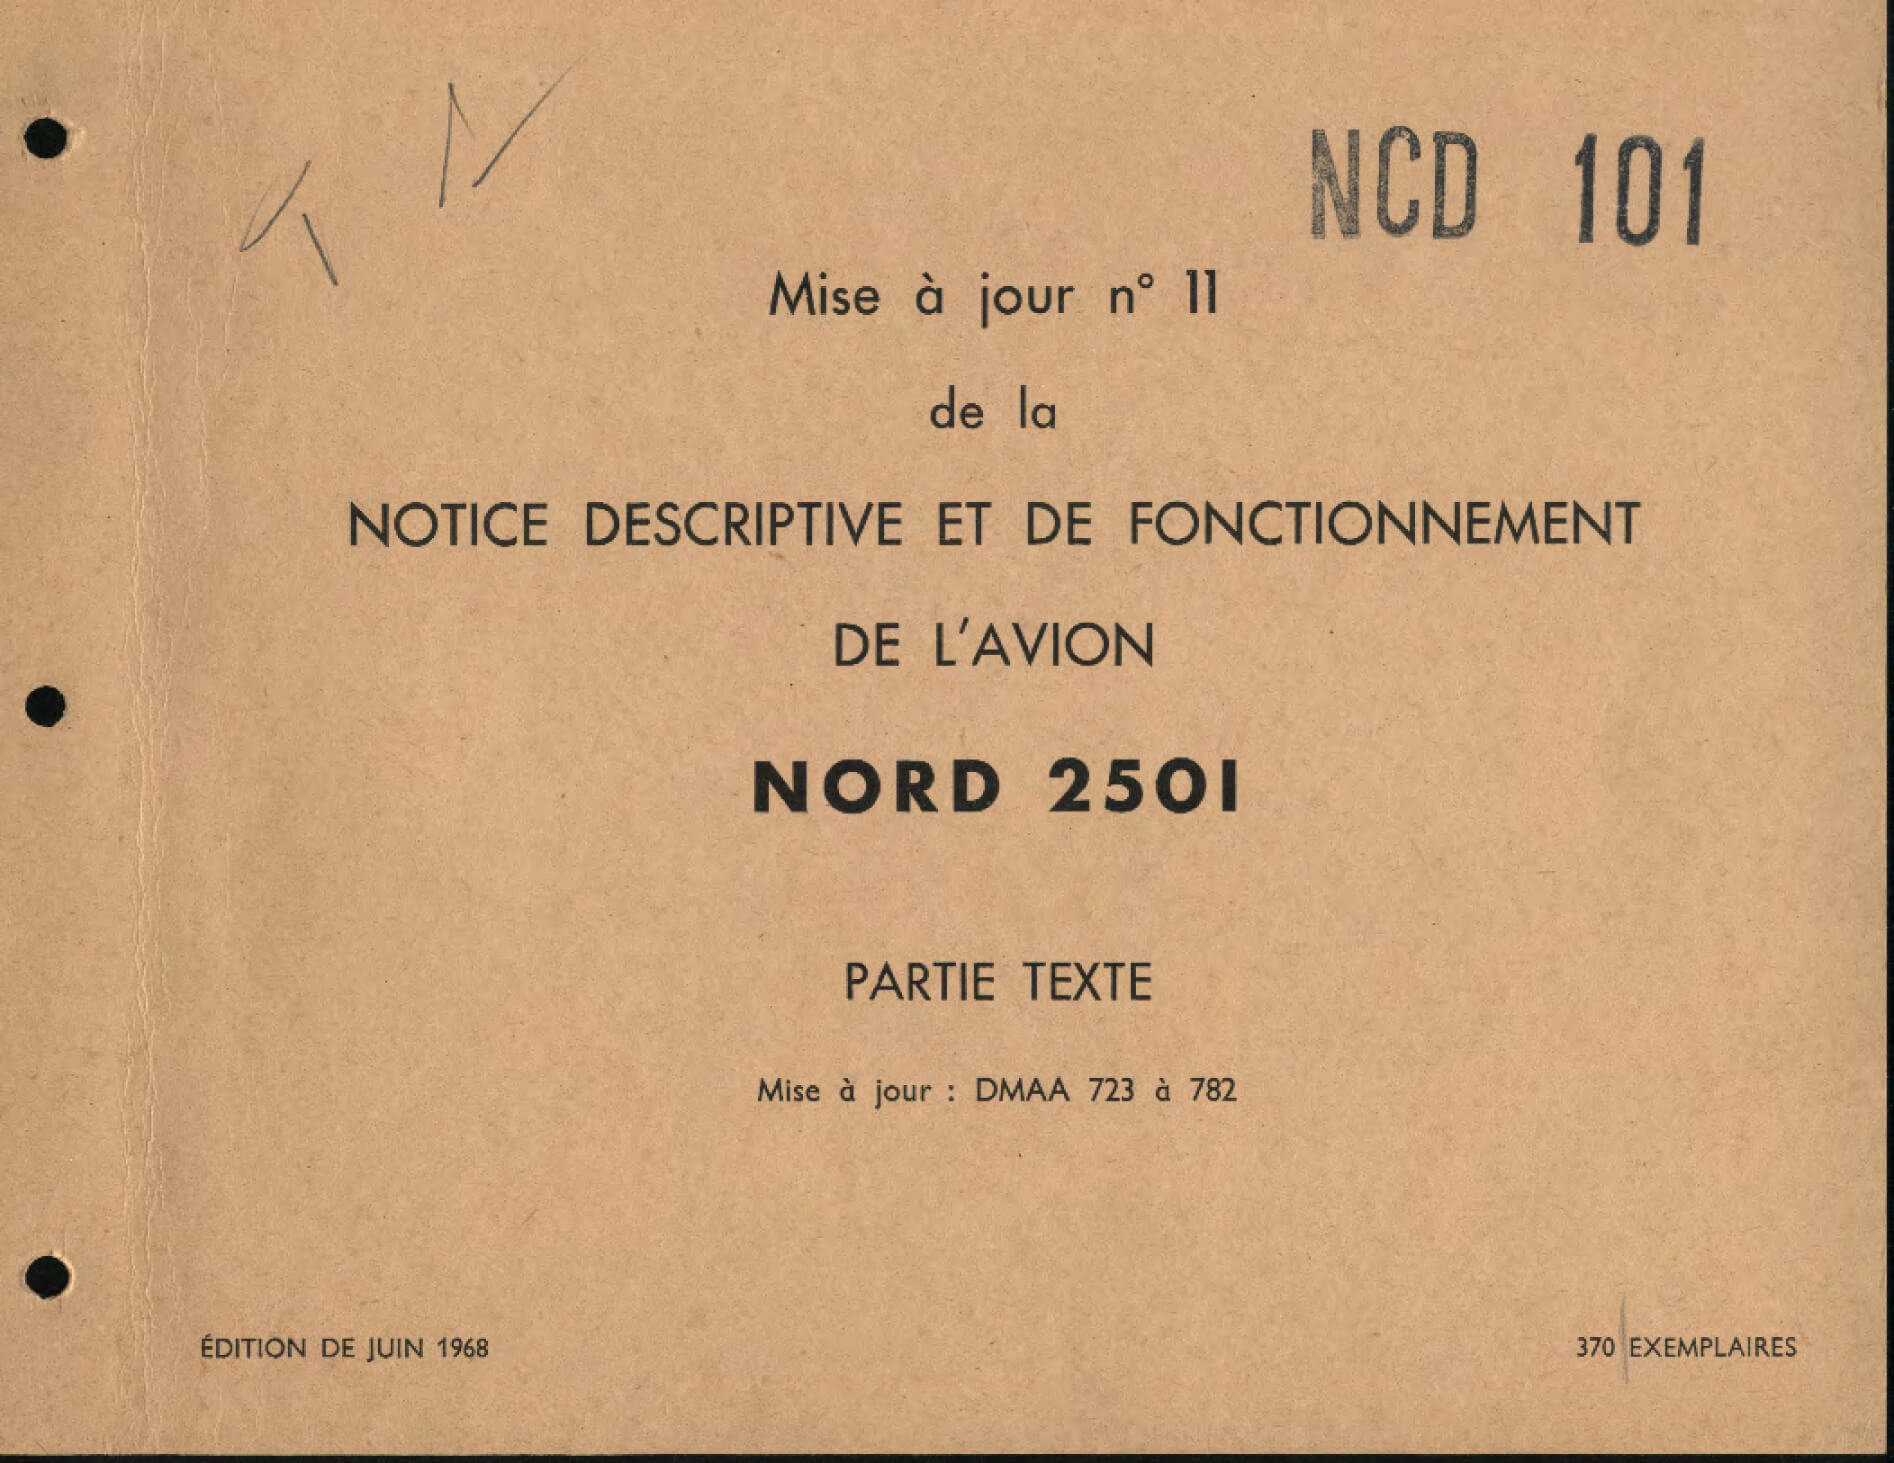 NCD 101
Mise à jour n° 11
de la
NOTICE DESCRIPTIVE ET DE FONCTIONNEMENT
DE L'AVION
NORD 2501
PARTIE TEXTE
Mise à jour : DMAA 723 à 782
ÉDITION DE JUIN 1968
370 EXEMPLAIRES